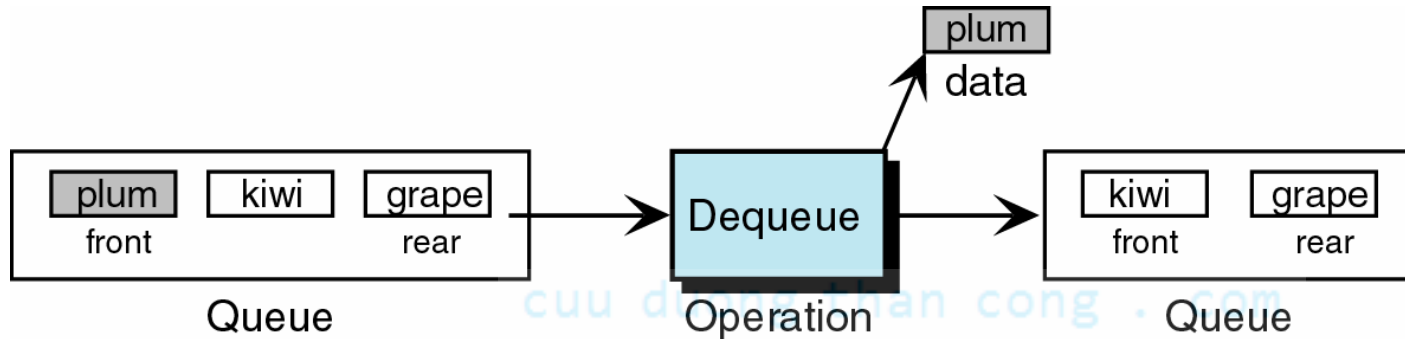 plum
data
plum kiwi grape
front rear
Queue
Dequeue
Operation
kiwi grape
front rear
Queue
cuu duong than cong . com